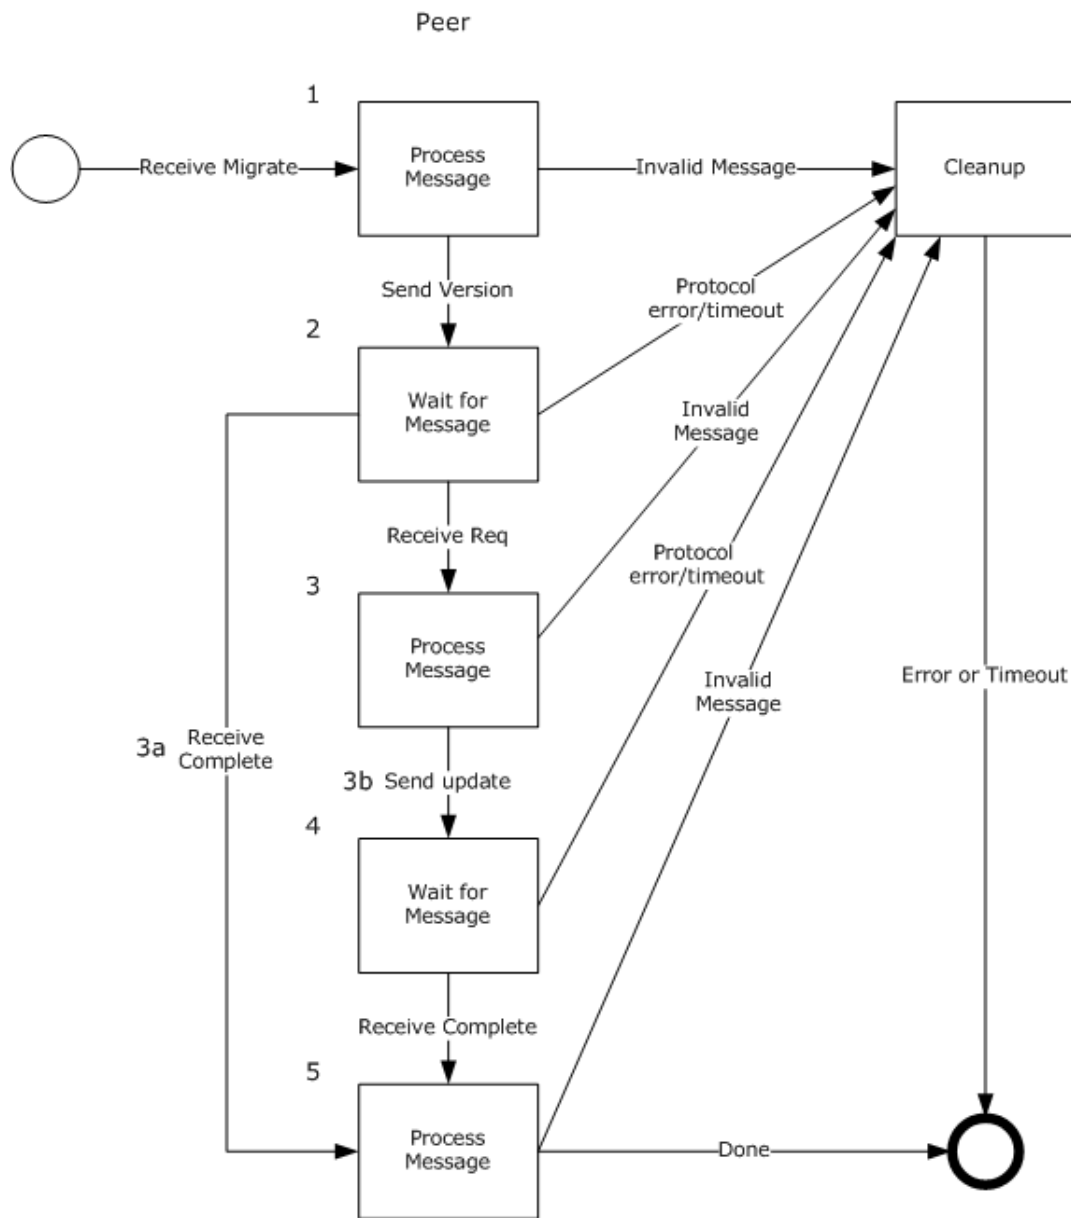 Peer
1
Process
Message
Receive Migrate
Invalid Message
Cleanup
Send Version
Protocol
error/timeout
2
Wait for
Message
Invalid
Message
Receive Req
Protocol
error/timeout
3
Process
Message
Error or Timeout
Invalid
Message
3a
Receive
Complete
3b
Send update
4
Wait for
Message
Receive Complete
5
Process
Message
Done